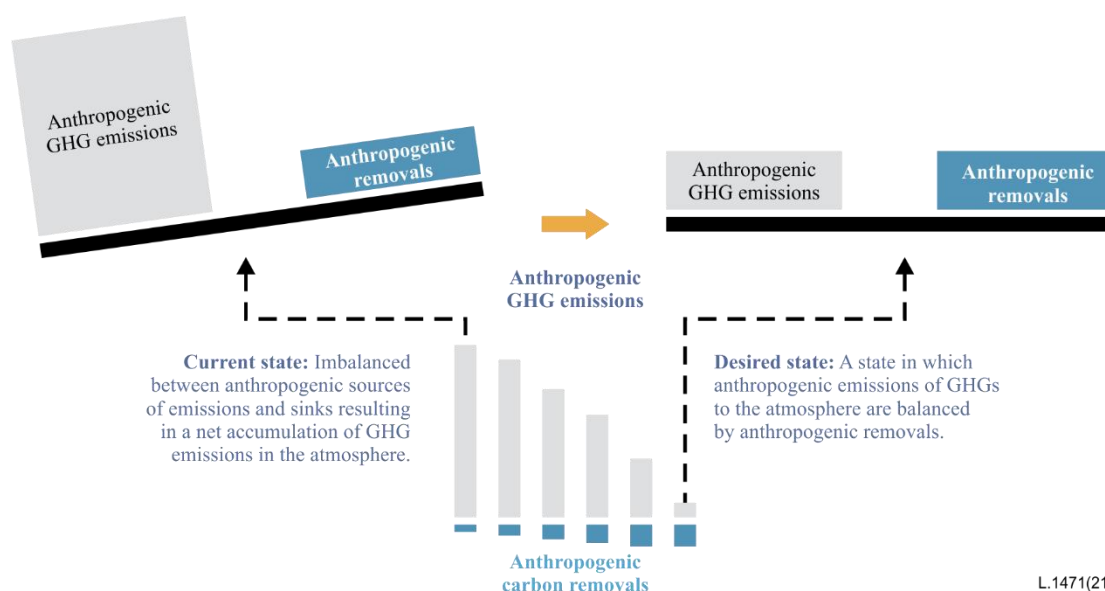 Anthropogenic
GHG emissions
Anthropogenic
removals
Anthropogenic
GHG emissions
Anthropogenic
removals
Anthropogenic
GHG emissions
Current state: Imbalanced
between anthropogenic sources
of emissions and sinks resulting
in a net accumulation of GHG
emissions in the atmosphere.
Desired state: A state in which
anthropogenic emissions of GHGs
to the atmosphere are balanced
by anthropogenic removals.
Anthropogenic
carbon removals
L.1471(21